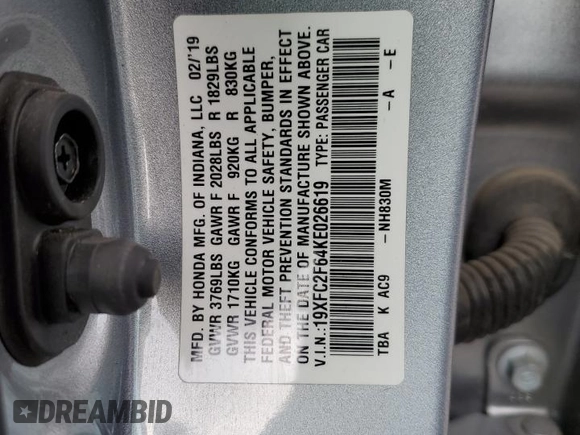 MFD. BY HONDA MFG. OF INDIANA, LLC 02/'19
GVWR 3769LBS GAWR F 2028LBS R 1829LBS
GVWR 1710KG GAWR F 920KG R 830KG
THIS VEHICLE CONFORMS TO ALL APPLICABLE
FEDERAL MOTOR VEHICLE SAFETY, BUMPER,
AND THEFT PREVENTION STANDARDS IN EFFECT
ON THE DATE OF MANUFACTURE SHOWN ABOVE.
V.I.N.:19XFC2F64KE026619 TYPE: PASSENGER CAR
TBA K AC9 -NH830M -A -E
DREAMBID